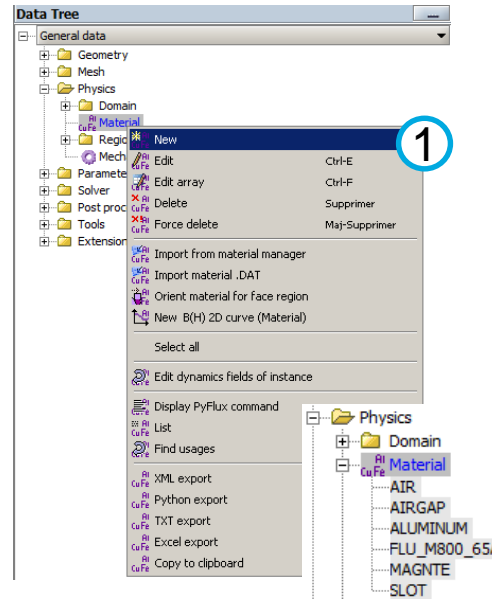 Data Tree
General data
Geometry
Mesh
Physics
Domain
Material
Regio
Mech
Paramete
Solver
Post proc
Tools
Extension
New
1
Edit Ctrl-E
Edit array Ctrl-F
Delete Supprimer
Force delete Maj-Supprimer
Import from material manager
Import material .DAT
Orient material for face region
New B(H) 2D curve (Material)
Select all
Edit dynamics fields of instance
Display PyFlux command
List
Find usages
XML export
Python export
TXT export
Excel export
Copy to clipboard
Physics
Domain
Material
AIR
AIRGAP
ALUMINUM
FLU_M800_65A
MAGNTE
SLOT